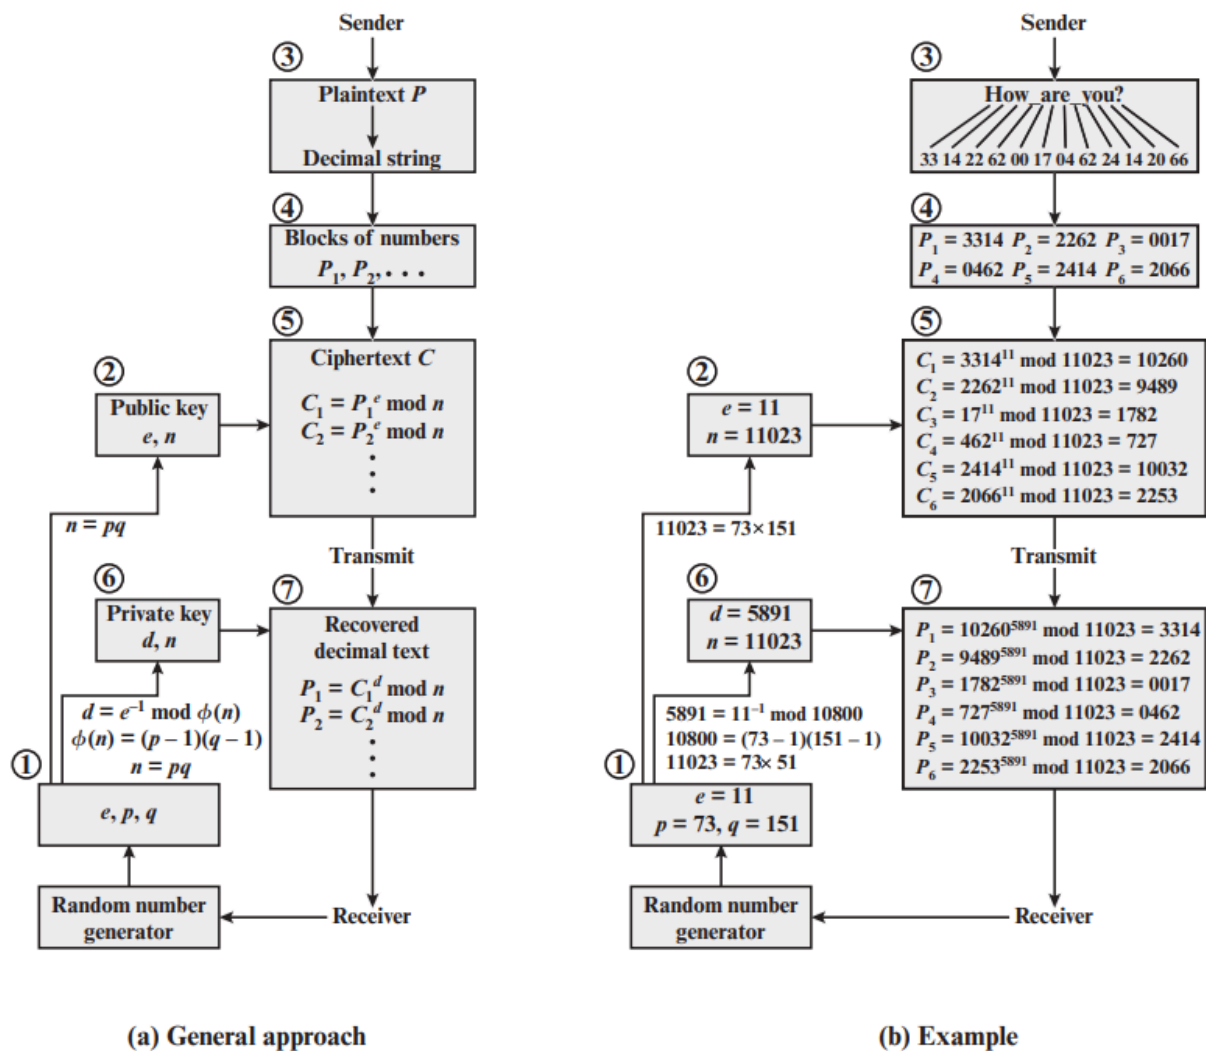 Sender
③
Plaintext P
Decimal string
④
Blocks of numbers
P₁, P₂, . . .
⑤
Ciphertext C
C₁ = P₁ᵉ mod n
C₂ = P₂ᵉ mod n
②
Public key
e, n
n = pq
Transmit
⑥
Private key
d, n
⑦
Recovered
decimal text
P₁ = C₁ᵈ mod n
P₂ = C₂ᵈ mod n
d = e⁻¹ mod ϕ(n)
ϕ(n) = (p – 1)(q – 1)
n = pq
①
e, p, q
Random number
generator
Receiver
(a) General approach
Sender
③
How_are_you?
33 14 22 62 00 17 04 62 24 14 20 66
④
P₁ = 3314 P₂ = 2262 P₃ = 0017
P₄ = 0462 P₅ = 2414 P₆ = 2066
⑤
C₁ = 3314¹¹ mod 11023 = 10260
C₂ = 2262¹¹ mod 11023 = 9489
C₃ = 17¹¹ mod 11023 = 1782
C₄ = 462¹¹ mod 11023 = 727
C₅ = 2414¹¹ mod 11023 = 10032
C₆ = 2066¹¹ mod 11023 = 2253
②
e = 11
n = 11023
11023 = 73× 151
Transmit
⑥
d = 5891
n = 11023
⑦
P₁ = 10260⁵⁸⁹¹ mod 11023 = 3314
P₂ = 9489⁵⁸⁹¹ mod 11023 = 2262
P₃ = 1782⁵⁸⁹¹ mod 11023 = 0017
P₄ = 727⁵⁸⁹¹ mod 11023 = 0462
P₅ = 10032⁵⁸⁹¹ mod 11023 = 2414
P₆ = 2253⁵⁸⁹¹ mod 11023 = 2066
5891 = 11⁻¹ mod 10800
10800 = (73 – 1)(151 – 1)
11023 = 73× 51
①
e = 11
p = 73, q = 151
Random number
generator
Receiver
(b) Example